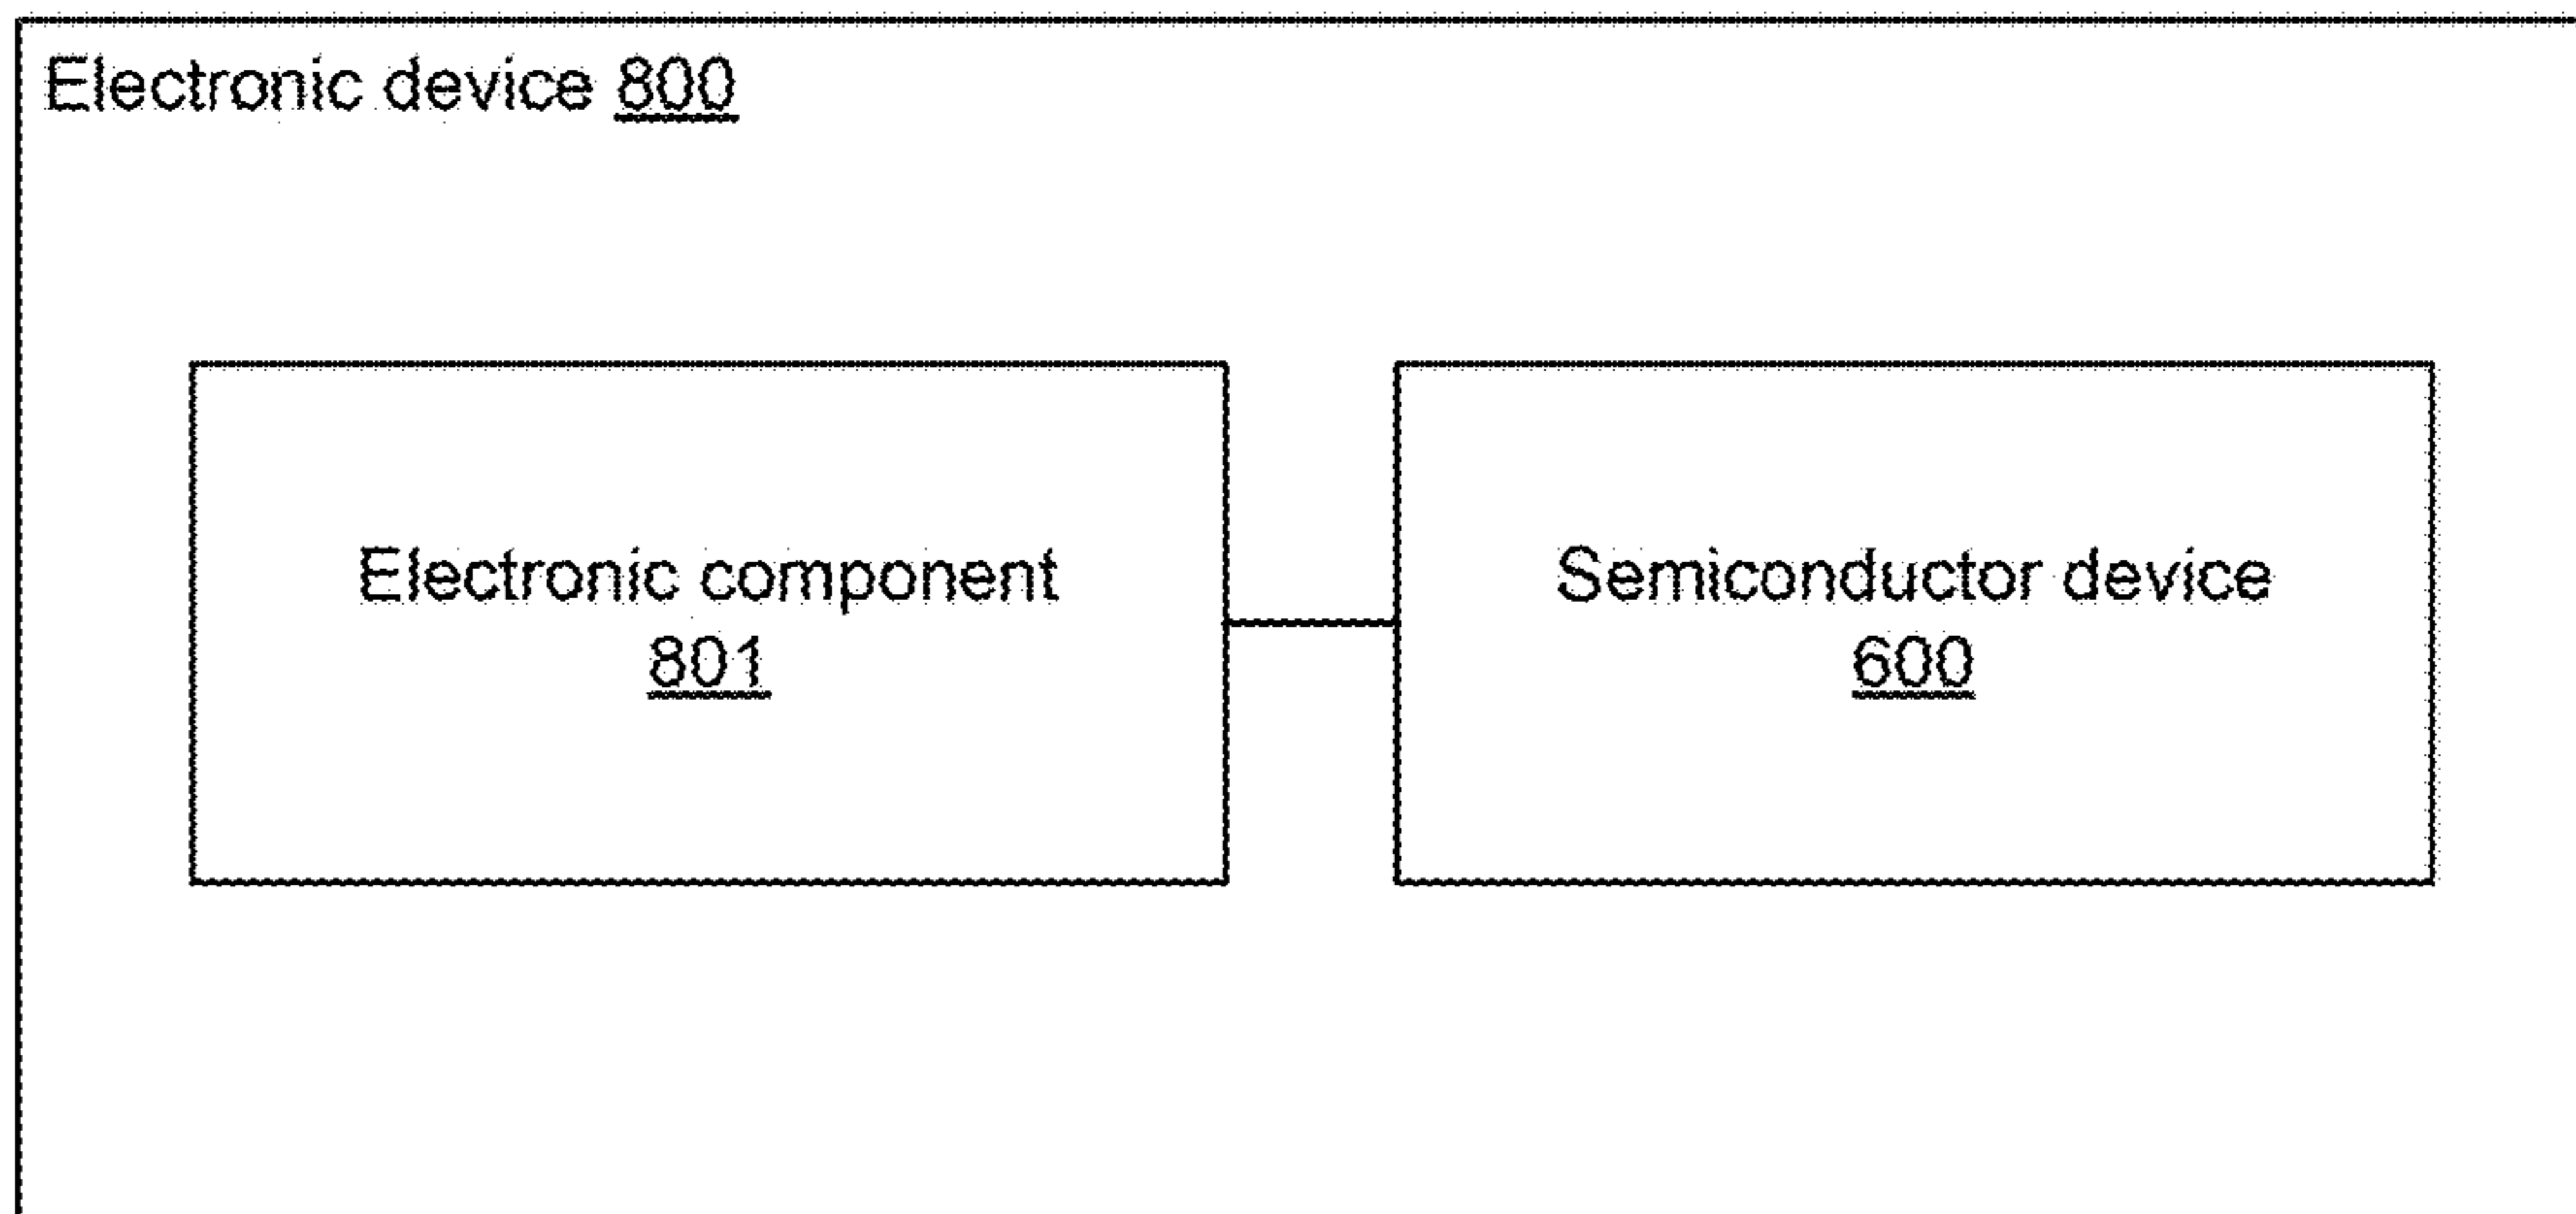 Electronic device 800
Electronic component
801
Semiconductor device
600